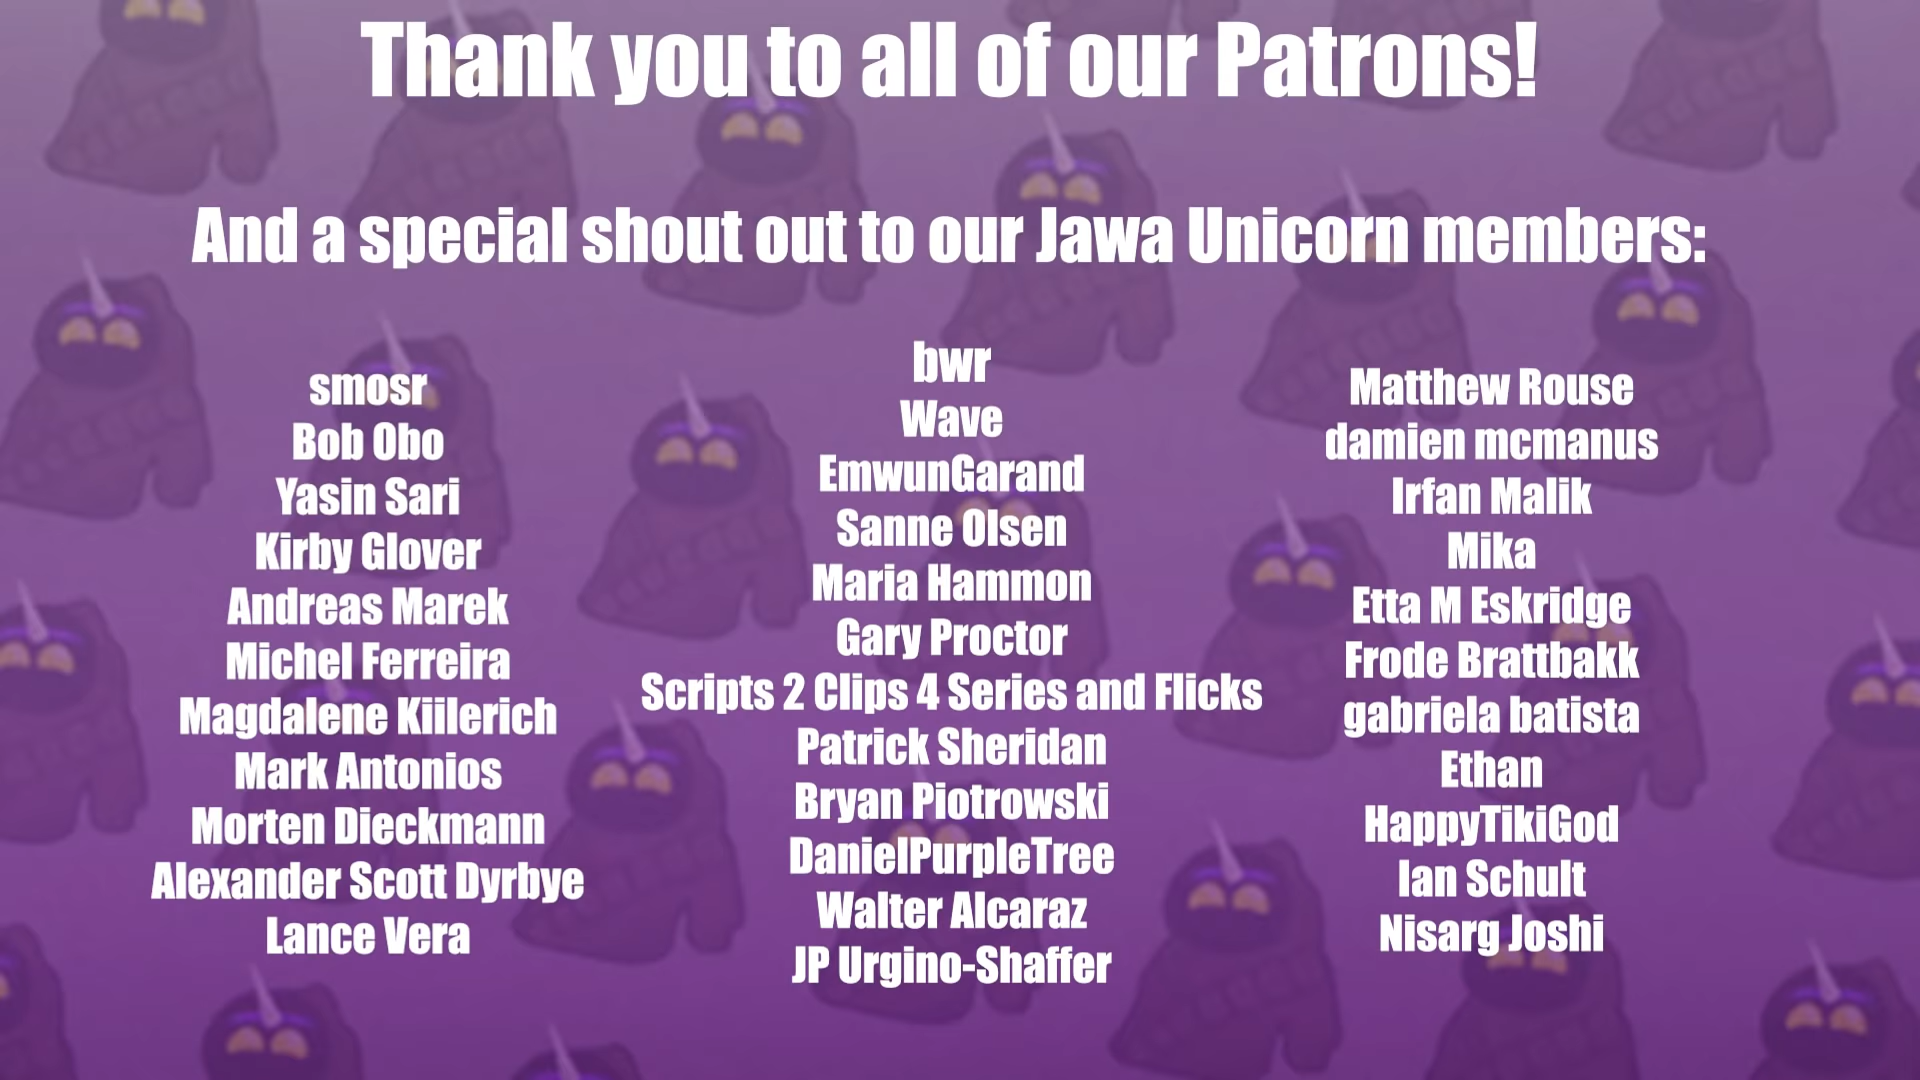 Thank you to all of our Patrons!
And a special shout out to our Jawa Unicorn members:
smosr
Bob Obo
Yasin Sari
Kirby Glover
Andreas Marek
Michel Ferreira
Magdalene Kiilerich
Mark Antonios
Morten Dieckmann
Alexander Scott Dyrbye
Lance Vera
bwr
Wave
EmwunGarand
Sanne Olsen
Maria Hammon
Gary Proctor
Scripts 2 Clips 4 Series and Flicks
Patrick Sheridan
Bryan Piotrowski
DanielPurpleTree
Walter Alcaraz
JP Urgino-Shaffer
Matthew Rouse
damien mcmanus
Irfan Malik
Mika
Etta M Eskridge
Frode Brattbakk
gabriela batista
Ethan
HappyTikiGod
Ian Schult
Nisarg Joshi